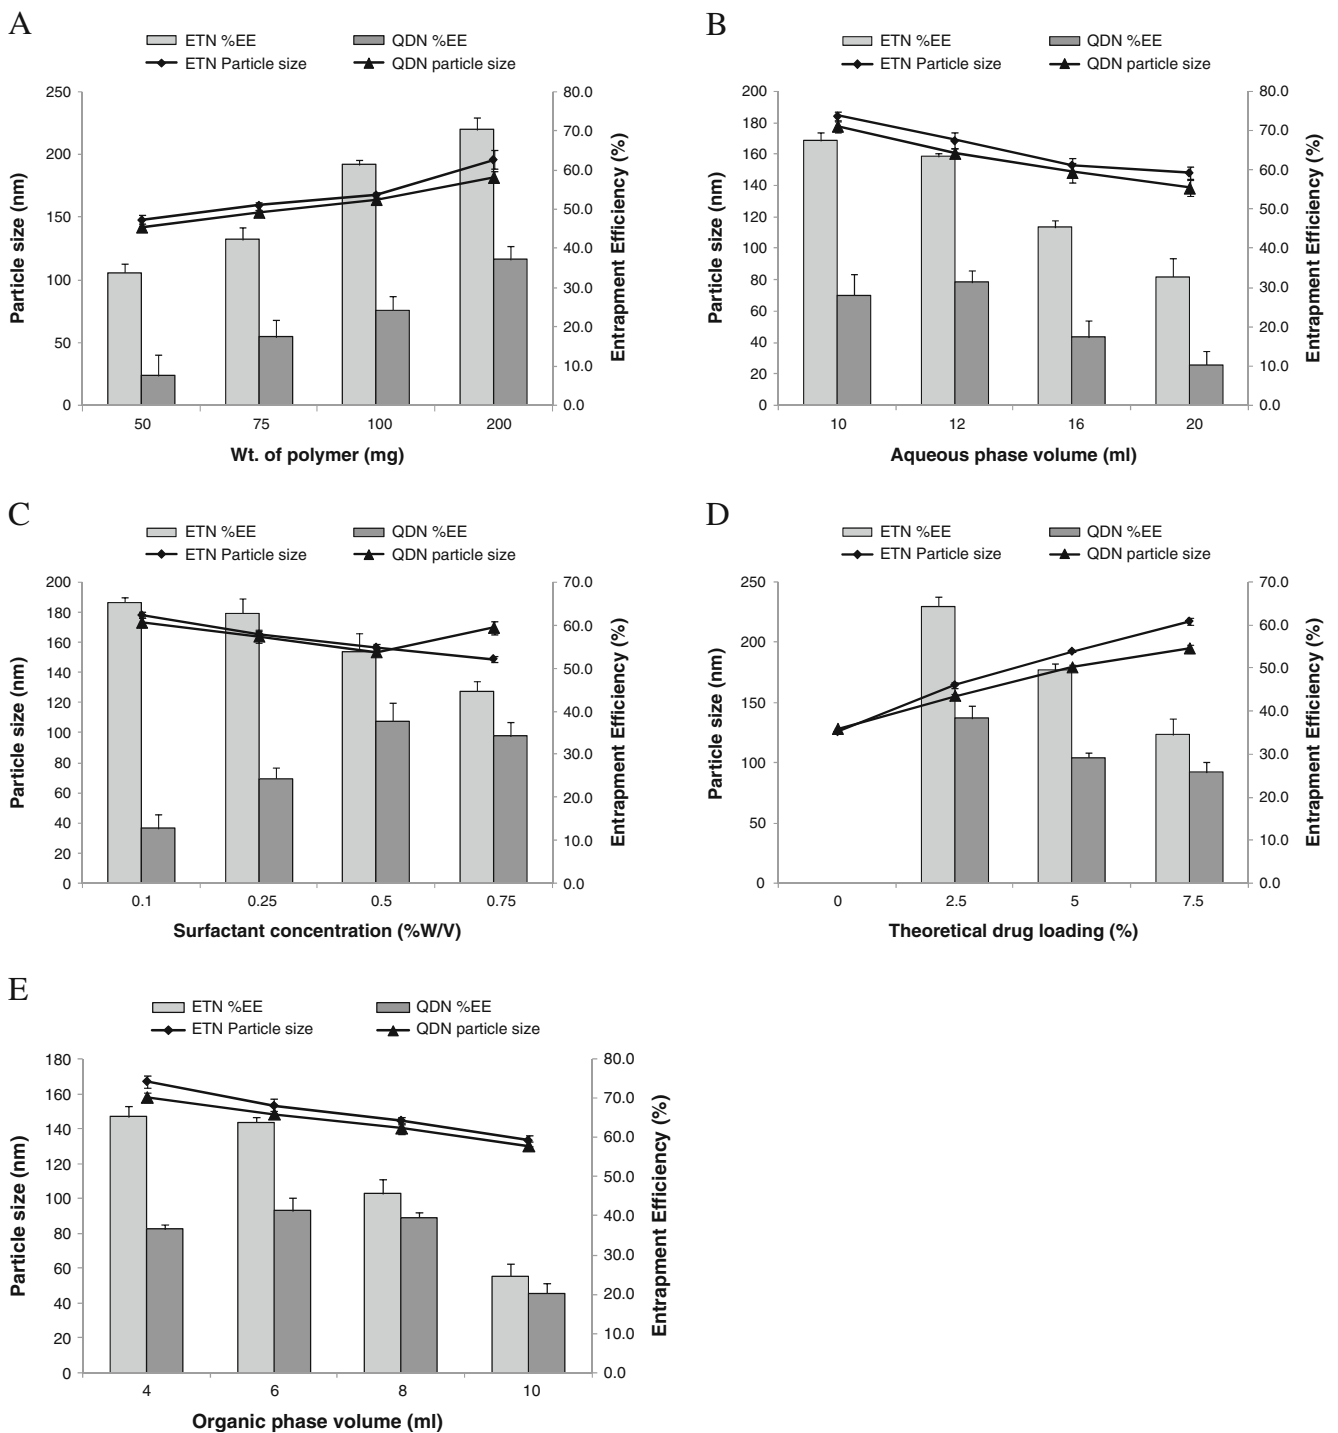 A
ETN %EE
QDN %EE
ETN Particle size
QDN particle size
Particle size (nm)
250
200
150
100
50
0
80.0
70.0
60.0
50.0
40.0
30.0
20.0
10.0
0.0
Entrapment Efficiency (%)
50 75 100 200
Wt. of polymer (mg)
B
ETN %EE
QDN %EE
ETN Particle size
QDN particle size
Particle size (nm)
200
180
160
140
120
100
80
60
40
20
0
80.0
70.0
60.0
50.0
40.0
30.0
20.0
10.0
0.0
Entrapment Efficiency (%)
10 12 16 20
Aqueous phase volume (ml)
C
ETN %EE
QDN %EE
ETN Particle size
QDN particle size
Particle size (nm)
200
180
160
140
120
100
80
60
40
20
0
70.0
60.0
50.0
40.0
30.0
20.0
10.0
0.0
Entrapment Efficiency (%)
0.1 0.25 0.5 0.75
Surfactant concentration (%W/V)
D
ETN %EE
QDN %EE
ETN Particle size
QDN particle size
Particle size (nm)
250
200
150
100
50
0
70.0
60.0
50.0
40.0
30.0
20.0
10.0
0.0
Entrapment Efficiency (%)
0 2.5 5 7.5
Theoretical drug loading (%)
E
ETN %EE
QDN %EE
ETN Particle size
QDN particle size
Particle size (nm)
180
160
140
120
100
80
60
40
20
0
80.0
70.0
60.0
50.0
40.0
30.0
20.0
10.0
0.0
Entrapment Efficiency (%)
4 6 8 10
Organic phase volume (ml)